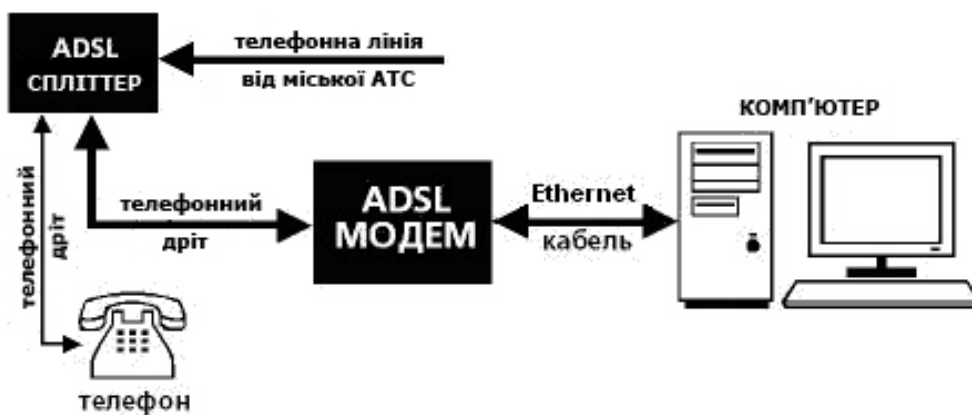 ADSL
СПЛІТТЕР
телефонна лінія
від міської АТС
КОМП'ЮТЕР
телефонний
дріт
телефонний
дріт
ADSL
МОДЕМ
Ethernet
кабель
телефон